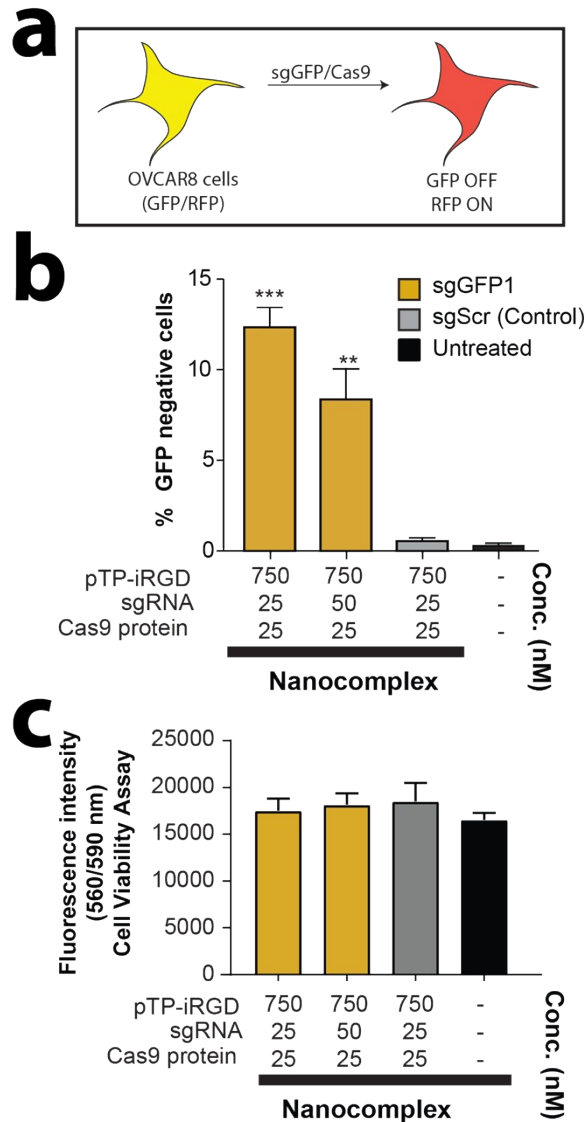 a
sgGFP/Cas9
OVCAR8 cells
(GFP/RFP)
GFP OFF
RFP ON
b
% GFP negative cells
15
10
5
0
***
**
sgGFP1
sgScr (Control)
Untreated
pTP-iRGD 750 750 750 -
sgRNA 25 50 25 -
Cas9 protein 25 25 25 -
Conc. (nM)
Nanocomplex
c
Fluorescence intensity
(560/590 nm)
Cell Viability Assay
25000
20000
15000
10000
5000
0
pTP-iRGD 750 750 750 -
sgRNA 25 50 25 -
Cas9 protein 25 25 25 -
Conc. (nM)
Nanocomplex